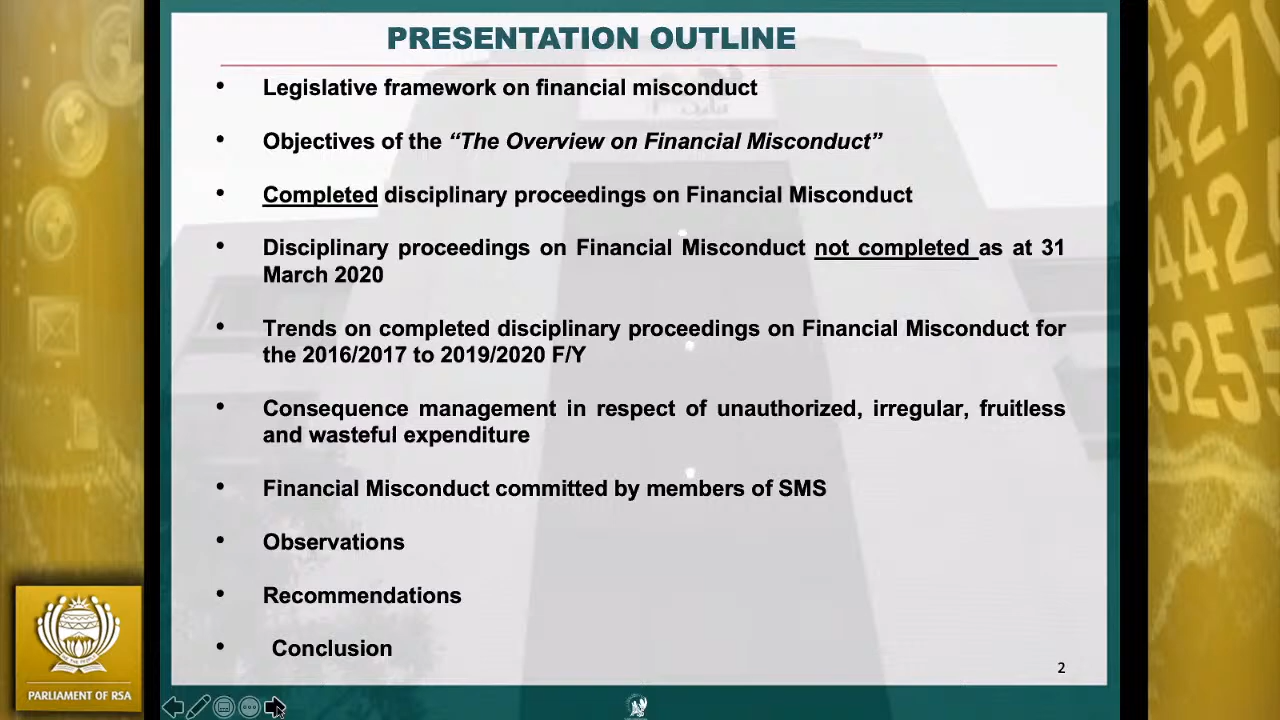 PRESENTATION OUTLINE
• Legislative framework on financial misconduct
• Objectives of the “The Overview on Financial Misconduct”
• Completed disciplinary proceedings on Financial Misconduct
• Disciplinary proceedings on Financial Misconduct not completed as at 31
March 2020
• Trends on completed disciplinary proceedings on Financial Misconduct for
the 2016/2017 to 2019/2020 F/Y
• Consequence management in respect of unauthorized, irregular, fruitless
and wasteful expenditure
• Financial Misconduct committed by members of SMS
• Observations
• Recommendations
• Conclusion
2
PARLIAMENT OF RSA
427
442
6255